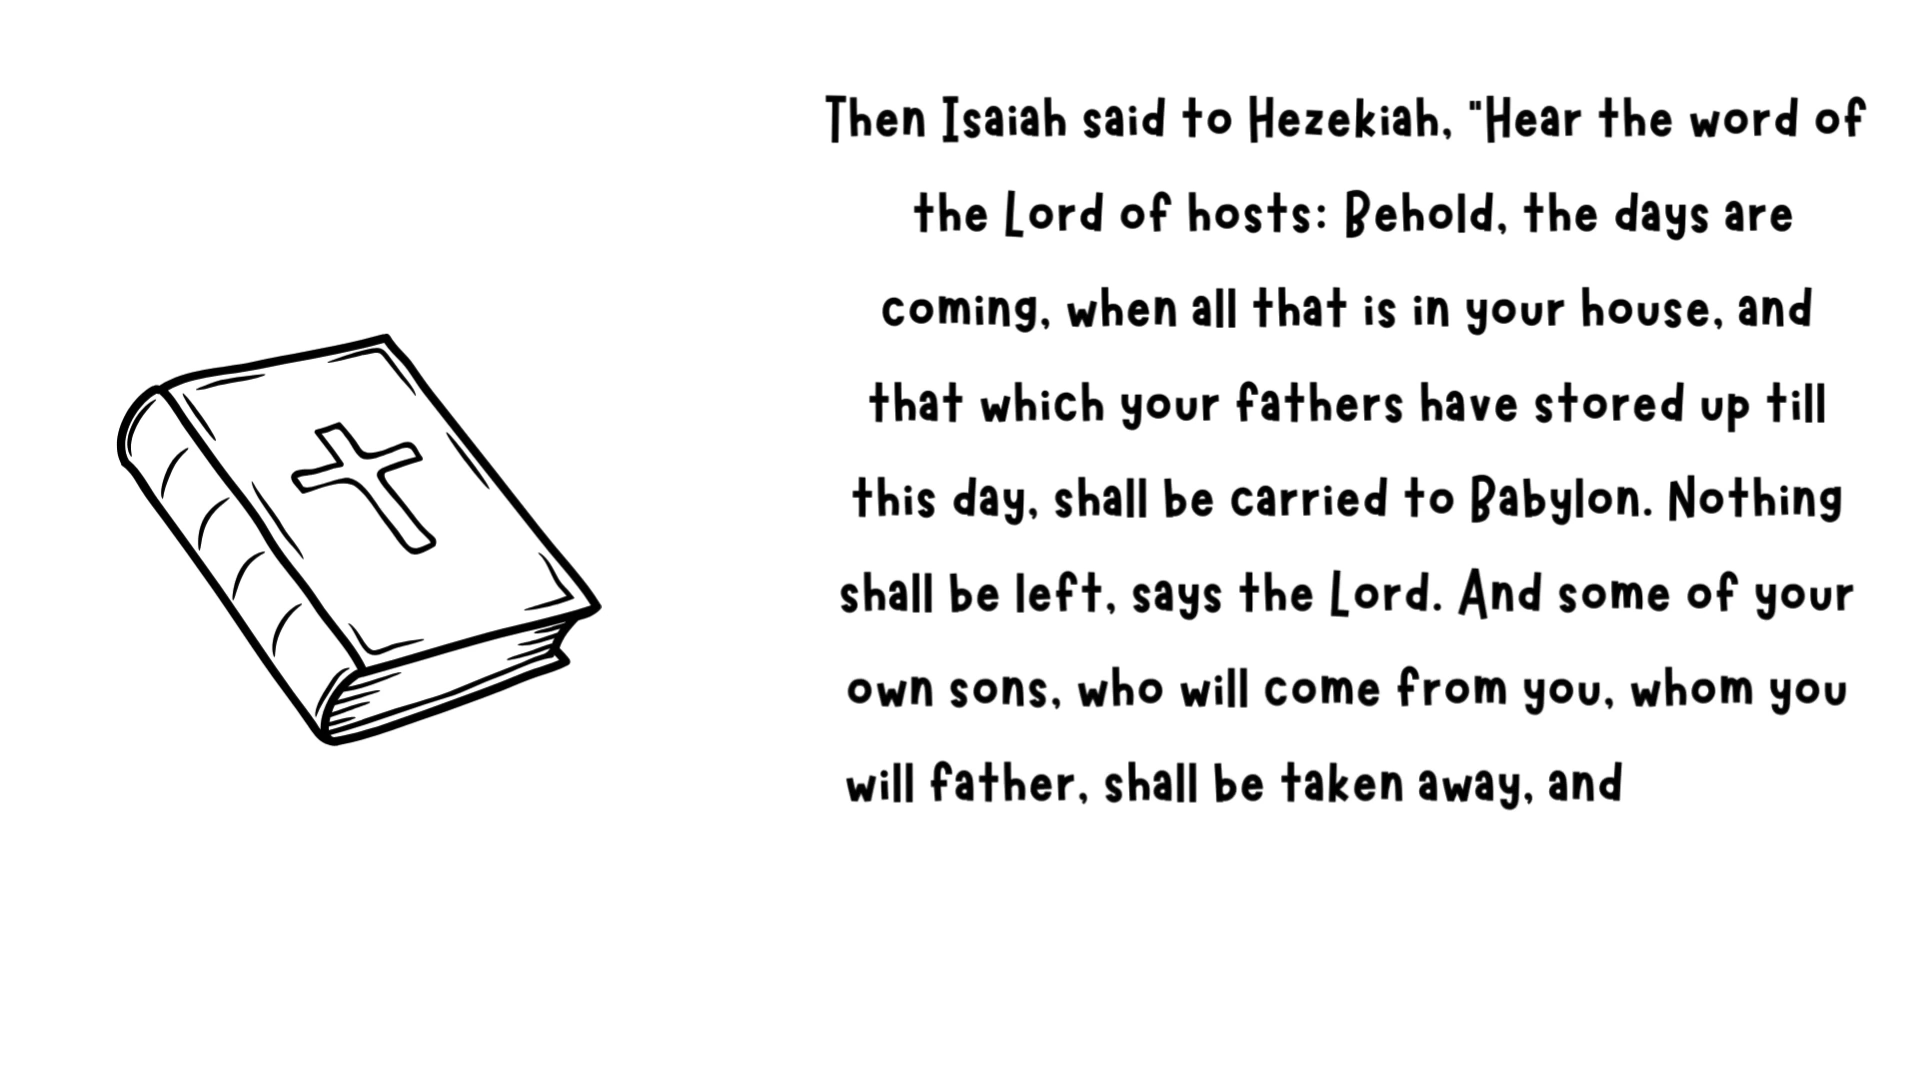 Then Isaiah said to Hezekiah, "Hear the word of
the Lord of hosts: Behold, the days are
coming, when all that is in your house, and
that which your fathers have stored up till
this day, shall be carried to Babylon. Nothing
shall be left, says the Lord. And some of your
own sons, who will come from you, whom you
will father, shall be taken away, and